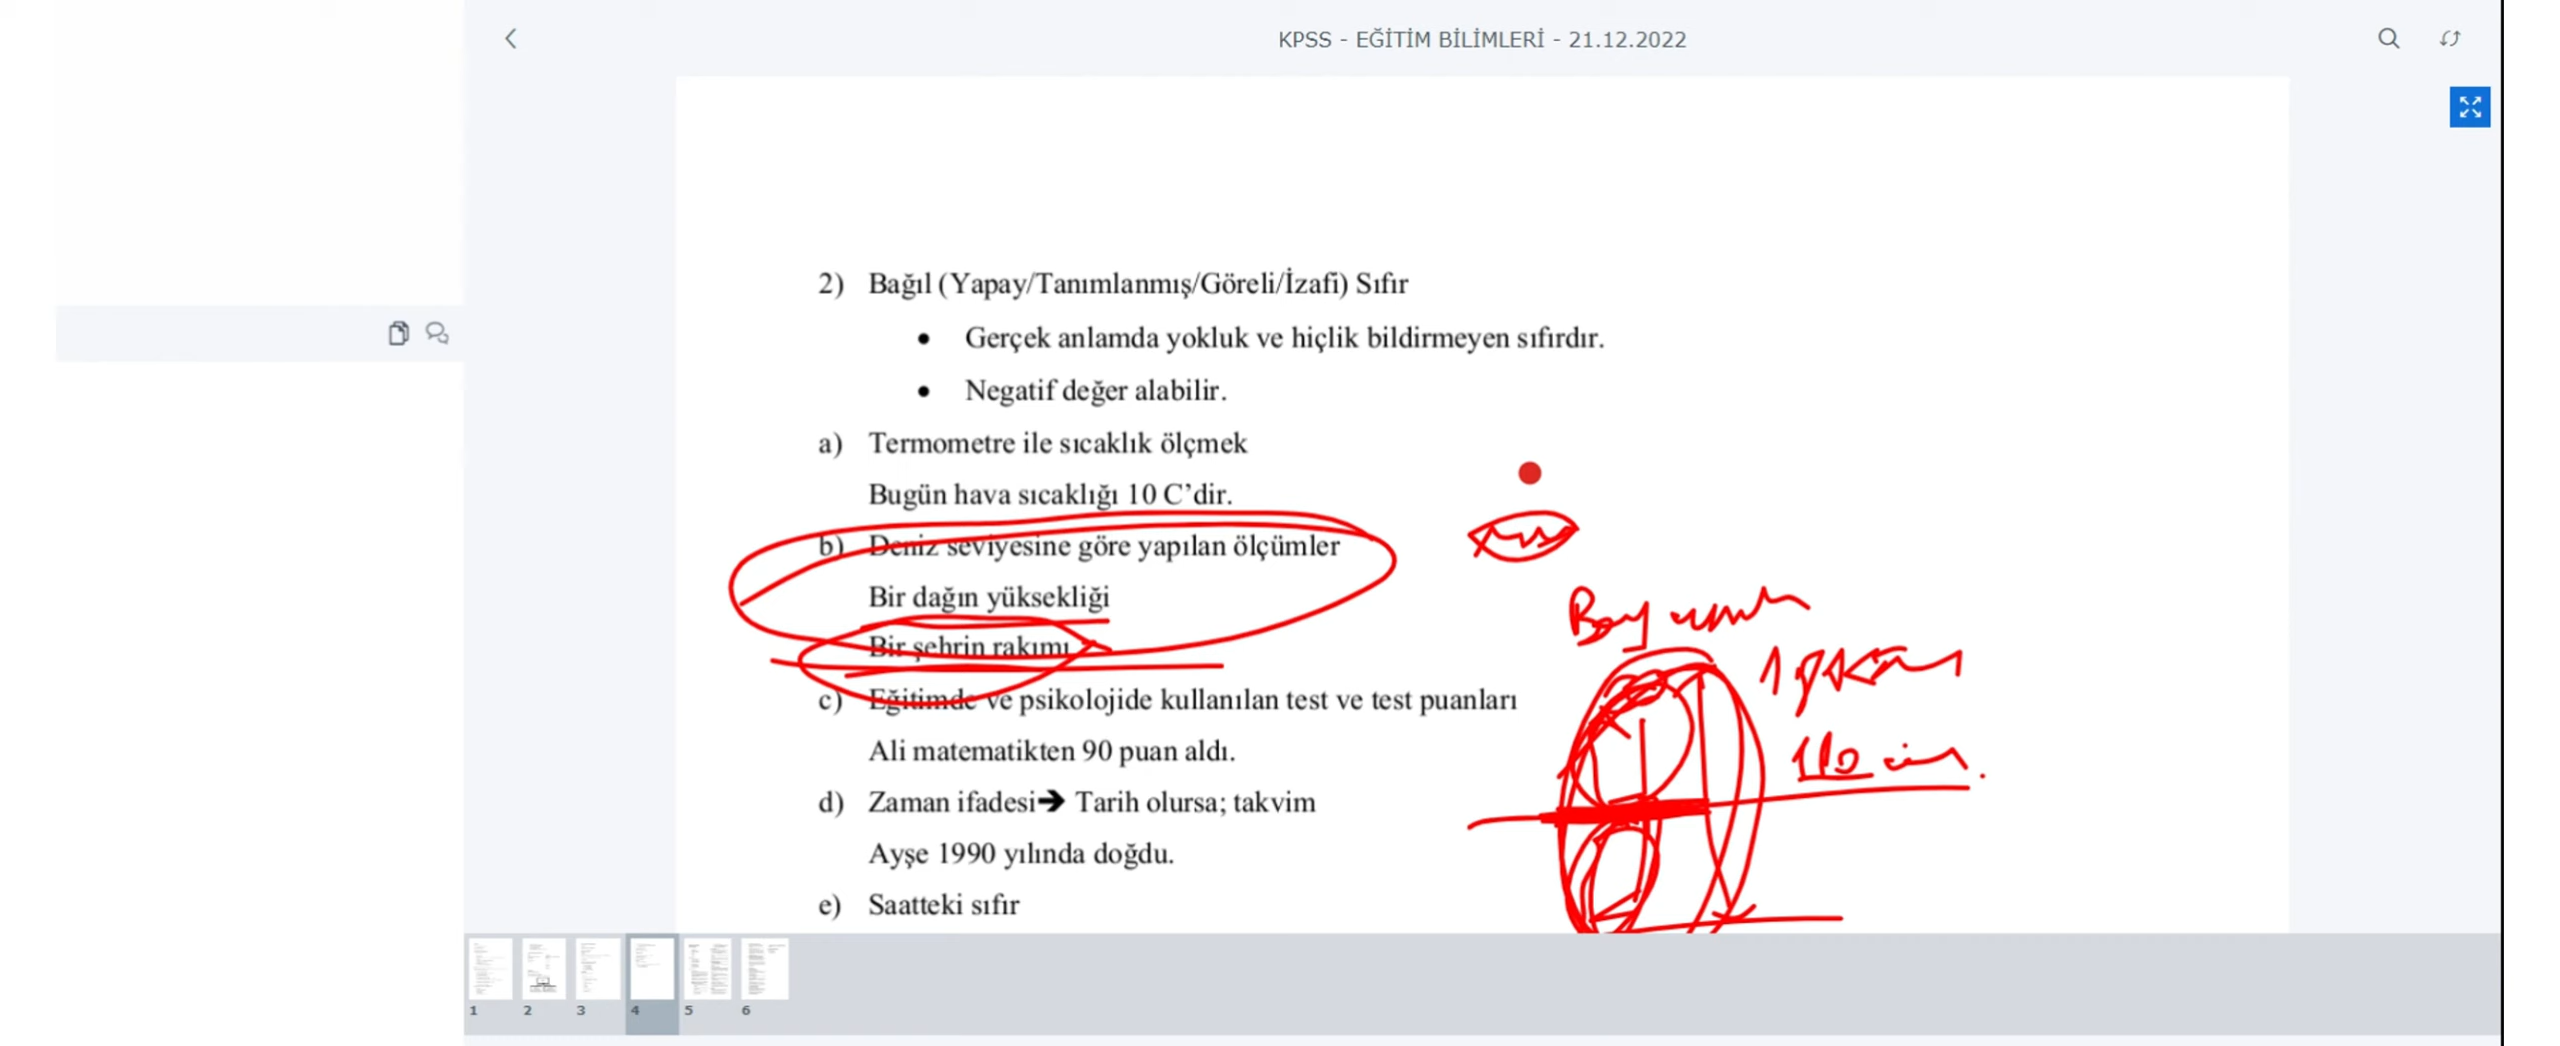 KPSS - EĞİTİM BİLİMLERİ - 21.12.2022
2) Bağıl (Yapay/Tanımlanmış/Göreli/İzafi) Sıfır
• Gerçek anlamda yokluk ve hiçlik bildirmeyen sıfırdır.
• Negatif değer alabilir.
a) Termometre ile sıcaklık ölçmek
Bugün hava sıcaklığı 10 C’dir.
b) Deniz seviyesine göre yapılan ölçümler
Bir dağın yüksekliği
Bir şehrin rakımı
c) Eğitimde ve psikolojide kullanılan test ve test puanları
Ali matematikten 90 puan aldı.
d) Zaman ifadesi➔ Tarih olursa; takvim
Ayşe 1990 yılında doğdu.
e) Saatteki sıfır
Boy
110 cm.
1 2 3 4 5 6